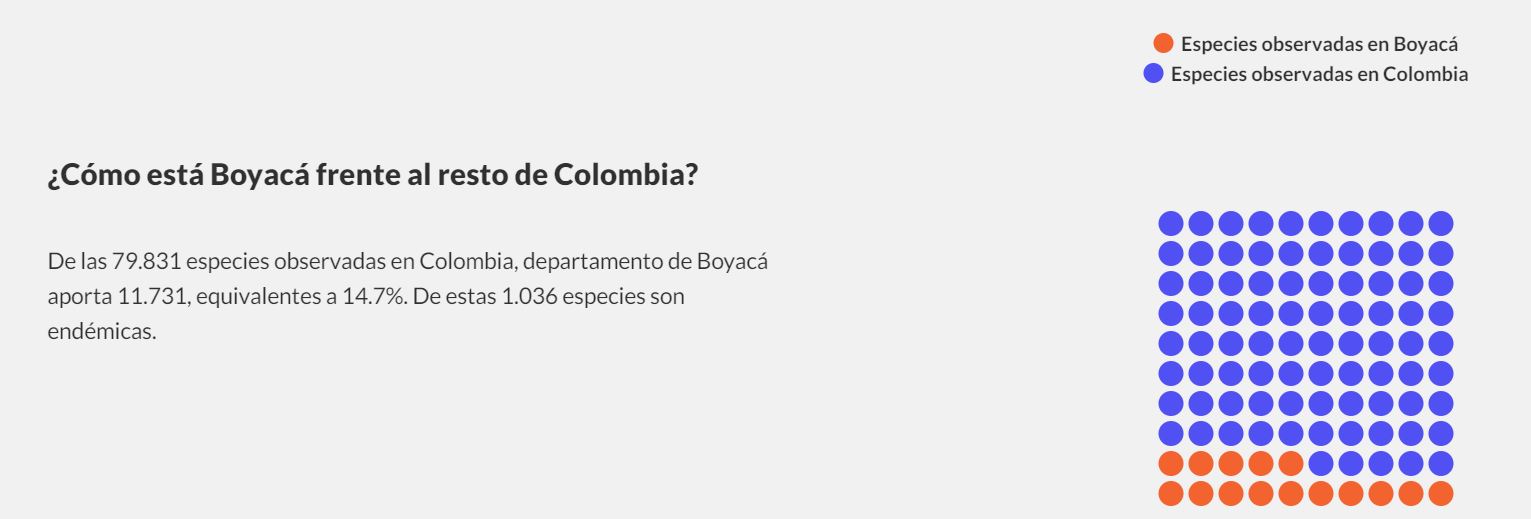 Especies observadas en Boyacá
Especies observadas en Colombia
¿Cómo está Boyacá frente al resto de Colombia?
De las 79.831 especies observadas en Colombia, departamento de Boyacá
aporta 11.731, equivalentes a 14.7%. De estas 1.036 especies son
endémicas.